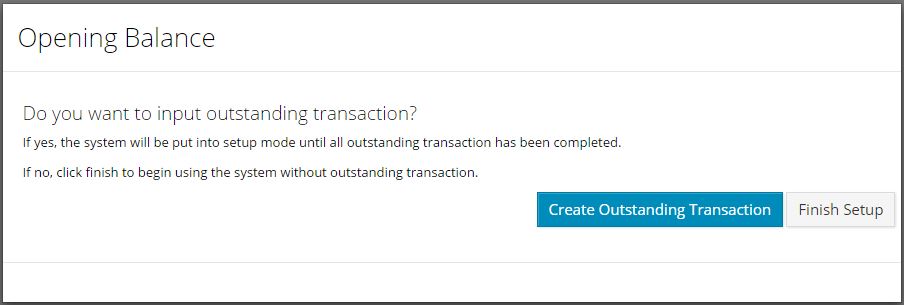 Opening Balance
Do you want to input outstanding transaction?
If yes, the system will be put into setup mode until all outstanding transaction has been completed.
If no, click finish to begin using the system without outstanding transaction.
Create Outstanding Transaction Finish Setup